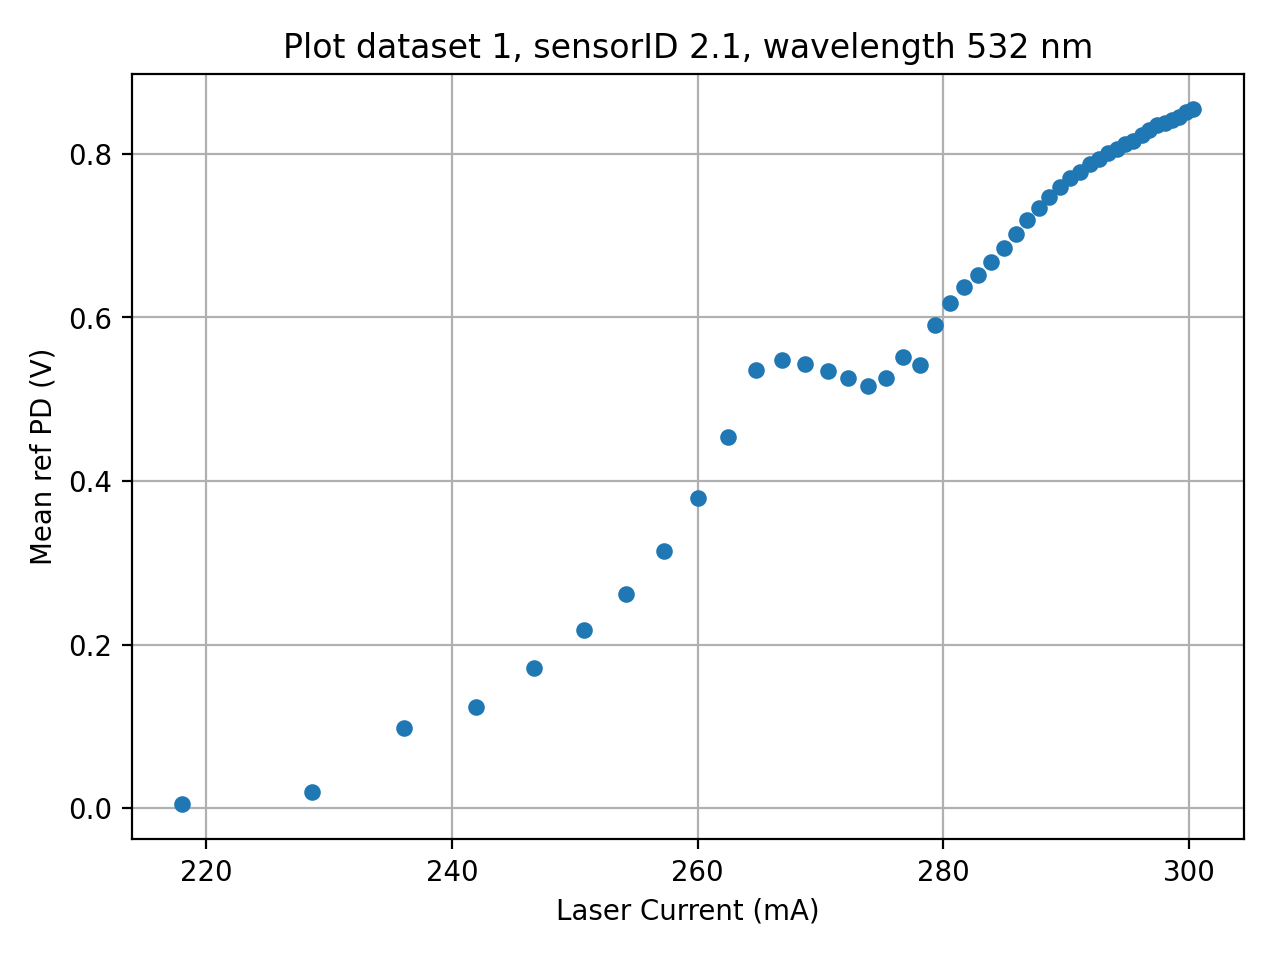 Plot dataset 1, sensorID 2.1, wavelength 532 nm
Mean ref PD (V)
0.8
0.6
0.4
0.2
0.0
220 240 260 280 300
Laser Current (mA)